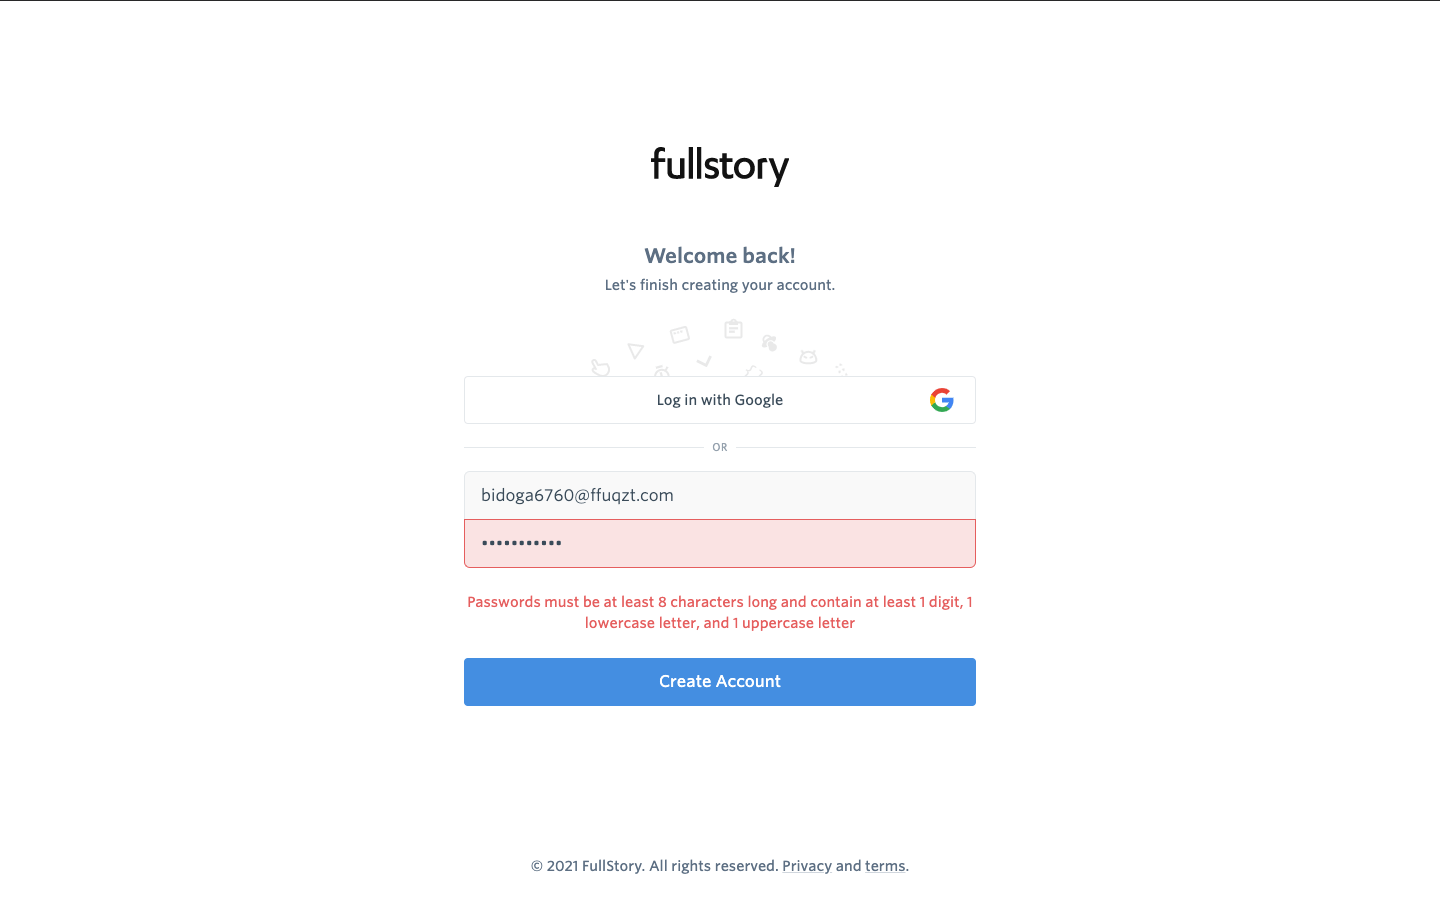 fullstory
Welcome back!
Let's finish creating your account.
Log in with Google
OR
bidoga6760@ffuqzt.com
•••••••••••
Passwords must be at least 8 characters long and contain at least 1 digit, 1
lowercase letter, and 1 uppercase letter
Create Account
© 2021 FullStory. All rights reserved. Privacy and terms.